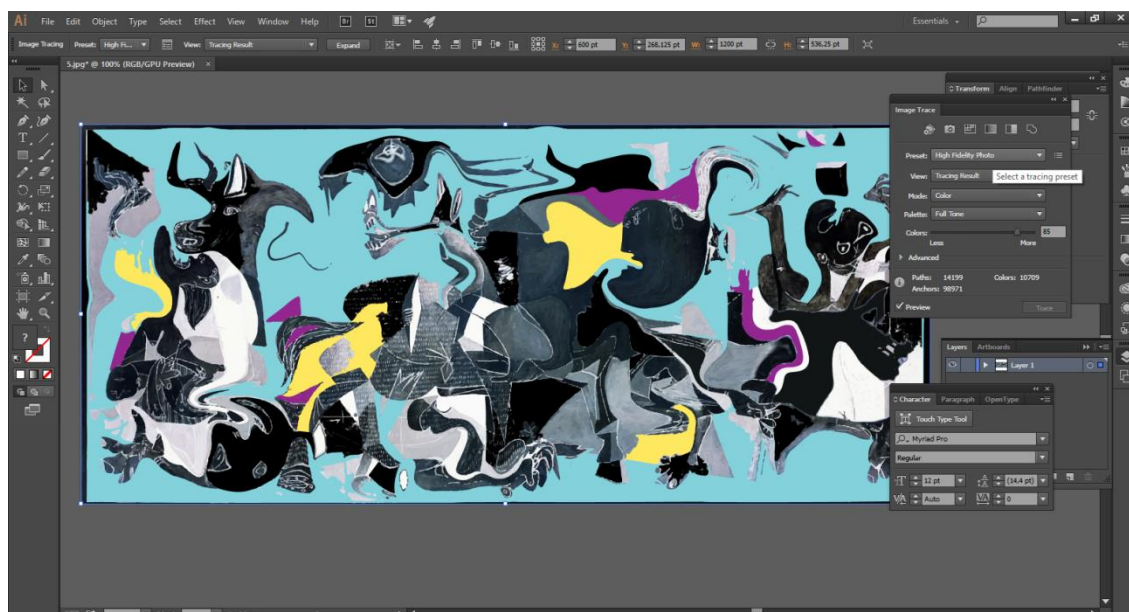 Ai File Edit Object Type Select Effect View Window Help Br St Essentials
Image Tracing Preset: High Fi... View: Tracing Result Expand X: 600 pt Y: 268,125 pt W: 1200 pt H: 536,25 pt
5.jpg* @ 100% (RGB/GPU Preview) ×
Transform Align Pathfinder
Image Trace
Preset: High Fidelity Photo
View: Tracing Result Select a tracing preset
Mode: Color
Palette: Full Tone
Colors: 85
Less More
Advanced
Paths: 14199 Colors: 10709
Anchors: 98971
Preview Trace
Layers Artboards
Layer 1
Character Paragraph OpenType
Touch Type Tool
Myriad Pro
Regular
12 pt (14,4 pt)
Auto 0